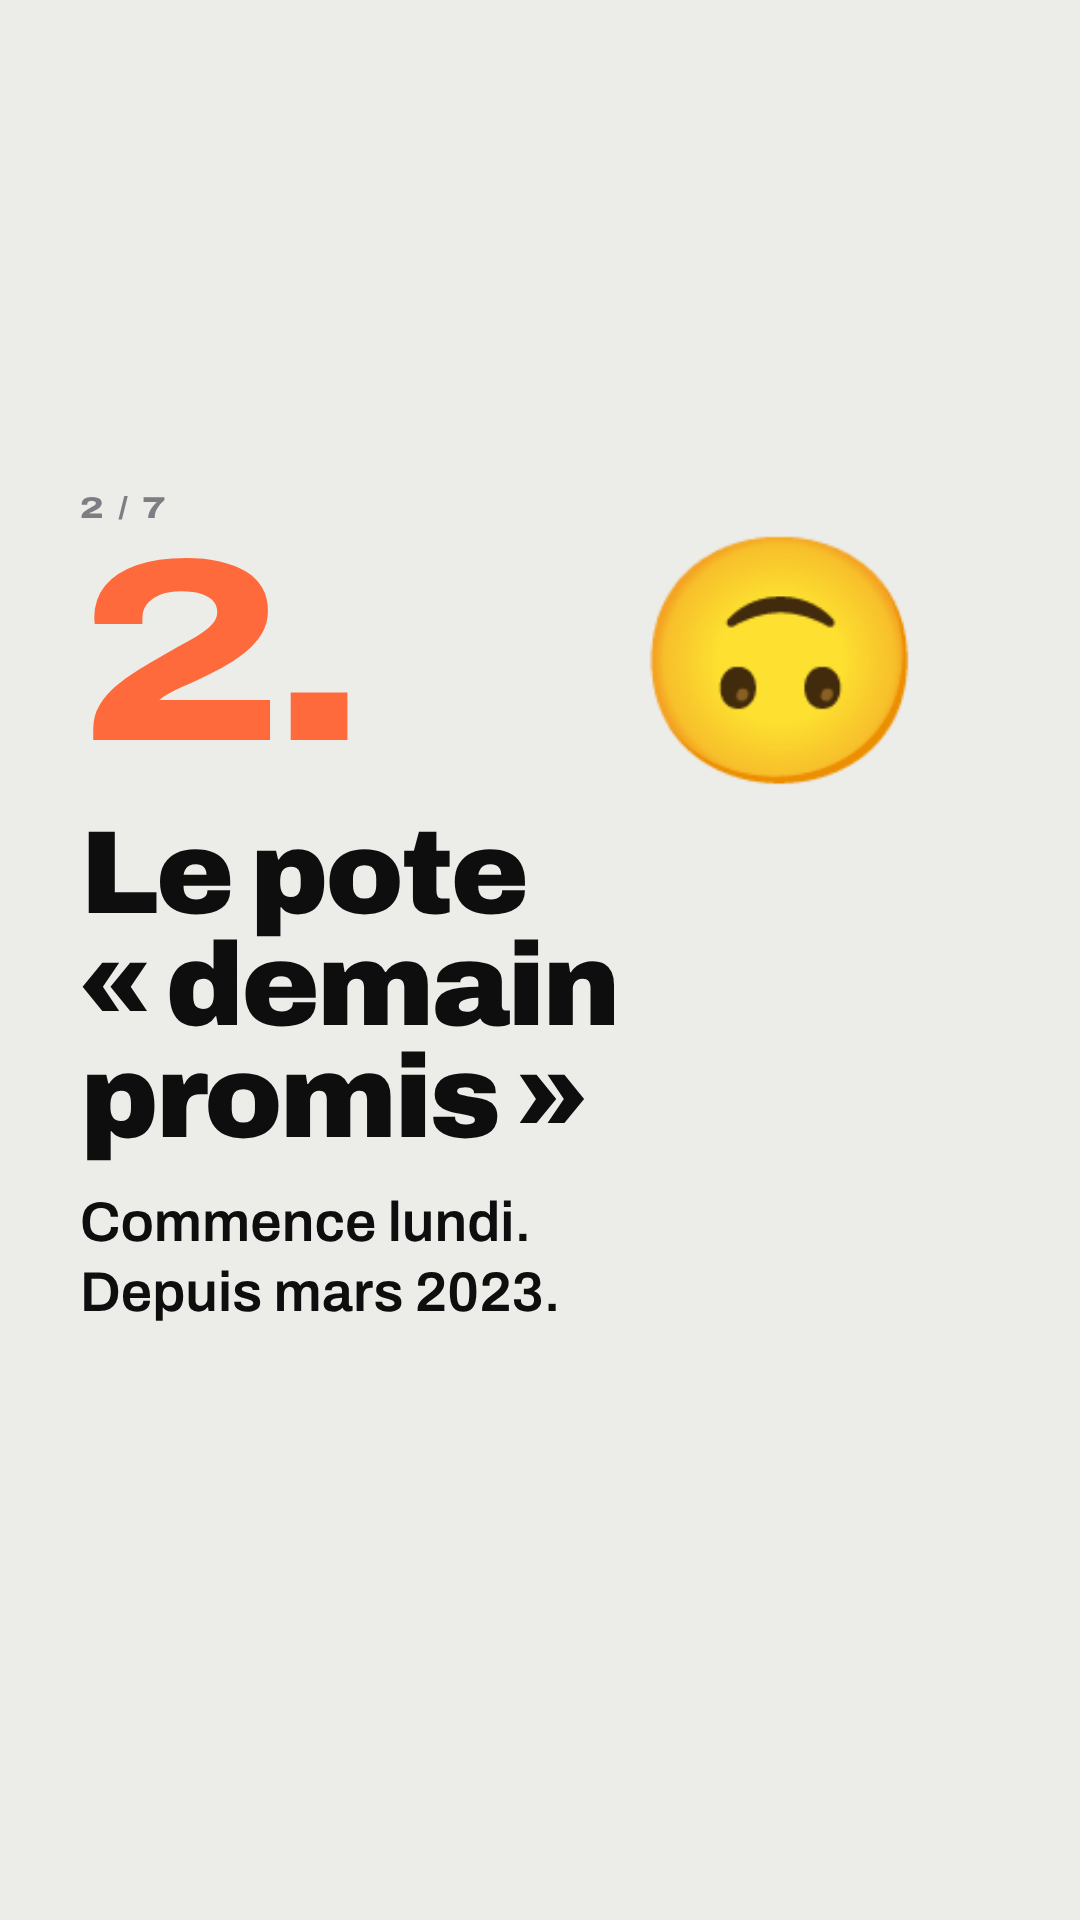 2 / 7
2.
Le pote
« demain
promis »
Commence lundi.
Depuis mars 2023.